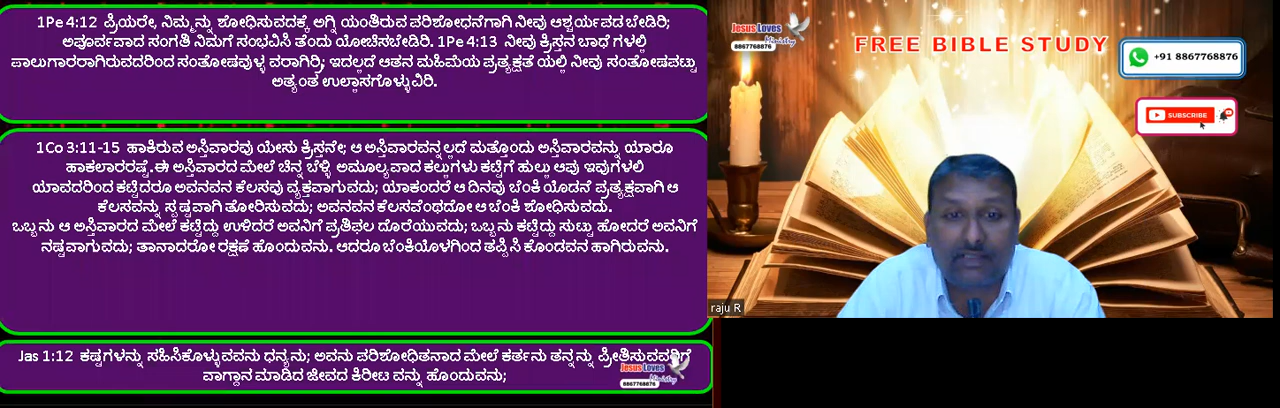 1Pe 4:12 ಪ್ರಿಯರೇ, ನಿಮ್ಮನ್ನು ಶೋಧಿಸುವದಕ್ಕೆ ಅಗ್ನಿ ಯಂತಿರುವ ಪರಿಶೋಧನೆಗಾಗಿ ನೀವು ಆಶ್ಚರ್ಯಪಡ ಬೇಡಿರಿ;
ಅಪೂರ್ವವಾದ ಸಂಗತಿ ನಿಮಗೆ ಸಂಭವಿಸಿ ತೆಂದು ಯೋಚಿಸಬೇಡಿರಿ. 1Pe 4:13 ನೀವು ಕ್ರಿಸ್ತನ ಬಾಧೆ ಗಳಲ್ಲಿ
ಪಾಲುಗಾರರಾಗಿರುವದರಿಂದ ಸಂತೋಷವುಳ್ಳ ವರಾಗಿರ್ರಿ; ಇದಲ್ಲದೆ ಆತನ ಮಹಿಮೆಯ ಪ್ರತ್ಯಕ್ಷತೆ ಯಲ್ಲಿ ನೀವು ಸಂತೋಷಪಟ್ಟು
ಅತ್ಯಂತ ಉಲ್ಲಾಸಗೊಳ್ಳುವಿರಿ.
1Co 3:11-15 ಹಾಕಿರುವ ಅಸ್ತಿವಾರವು ಯೇಸು ಕ್ರಿಸ್ತನೇ; ಆ ಅಸ್ತಿವಾರವನ್ನಲ್ಲದೆ ಮತ್ತೊಂದು ಅಸ್ತಿವಾರವನ್ನು ಯಾರೂ
ಹಾಕಲಾರರಷ್ಟೆ.ಈ ಅಸ್ತಿವಾರದ ಮೇಲೆ ಚಿನ್ನ ಬೆಳ್ಳಿ ಅಮೂಲ್ಯವಾದ ಕಲ್ಲುಗಳು ಕಟ್ಟಿಗೆ ಹುಲ್ಲು ಆಪು ಇವುಗಳಲಿ
ಯಾವದರಿಂದ ಕಟ್ಟಿದರೂ ಅವನವನ ಕೆಲಸವು ವ್ಯಕ್ತವಾಗುವದು; ಯಾಕಂದರೆ ಆ ದಿನವು ಬೆಂಕಿ ಯೊಡನೆ ಪ್ರತ್ಯಕ್ಷವಾಗಿ ಆ
ಕೆಲಸವನ್ನು ಸ್ಪಷ್ಟವಾಗಿ ತೋರಿಸುವದು; ಅವನವನ ಕೆಲಸವೆಂಥದೋ ಆ ಬೆಂಕಿ ಶೋಧಿಸುವದು.
ಒಬ್ಬನು ಆ ಅಸ್ತಿವಾರದ ಮೇಲೆ ಕಟ್ಟಿದ್ದು ಉಳಿದರೆ ಅವನಿಗೆ ಪ್ರತಿಫಲ ದೊರೆಯುವದು; ಒಬ್ಬನು ಕಟ್ಟಿದ್ದು ಸುಟ್ಟು ಹೋದರೆ ಅವನಿಗೆ
ನಷ್ಟವಾಗುವದು; ತಾನಾದರೋ ರಕ್ಷಣೆ ಹೊಂದುವನು. ಆದರೂ ಬೆಂಕಿಯೊಳಗಿಂದ ತಪ್ಪಿಸಿ ಕೊಂಡವನ ಹಾಗಿರುವನು.
Jas 1:12 ಕಷ್ಟಗಳನ್ನು ಸಹಿಸಿಕೊಳ್ಳುವವನು ಧನ್ಯನು; ಅವನು ಪರಿಶೋಧಿತನಾದ ಮೇಲೆ ಕರ್ತನು ತನ್ನನ್ನು ಪ್ರೀತಿಸುವವರಿಗೆ
ವಾಗ್ದಾನ ಮಾಡಿದ ಜೀವದ ಕಿರೀಟ ವನ್ನು ಹೊಂದುವನು;
Jesus Loves
Ministry
8867768876
Jesus Loves
Ministry
8867768876
FREE BIBLE STUDY
+91 8867768876
SUBSCRIBE
raju R